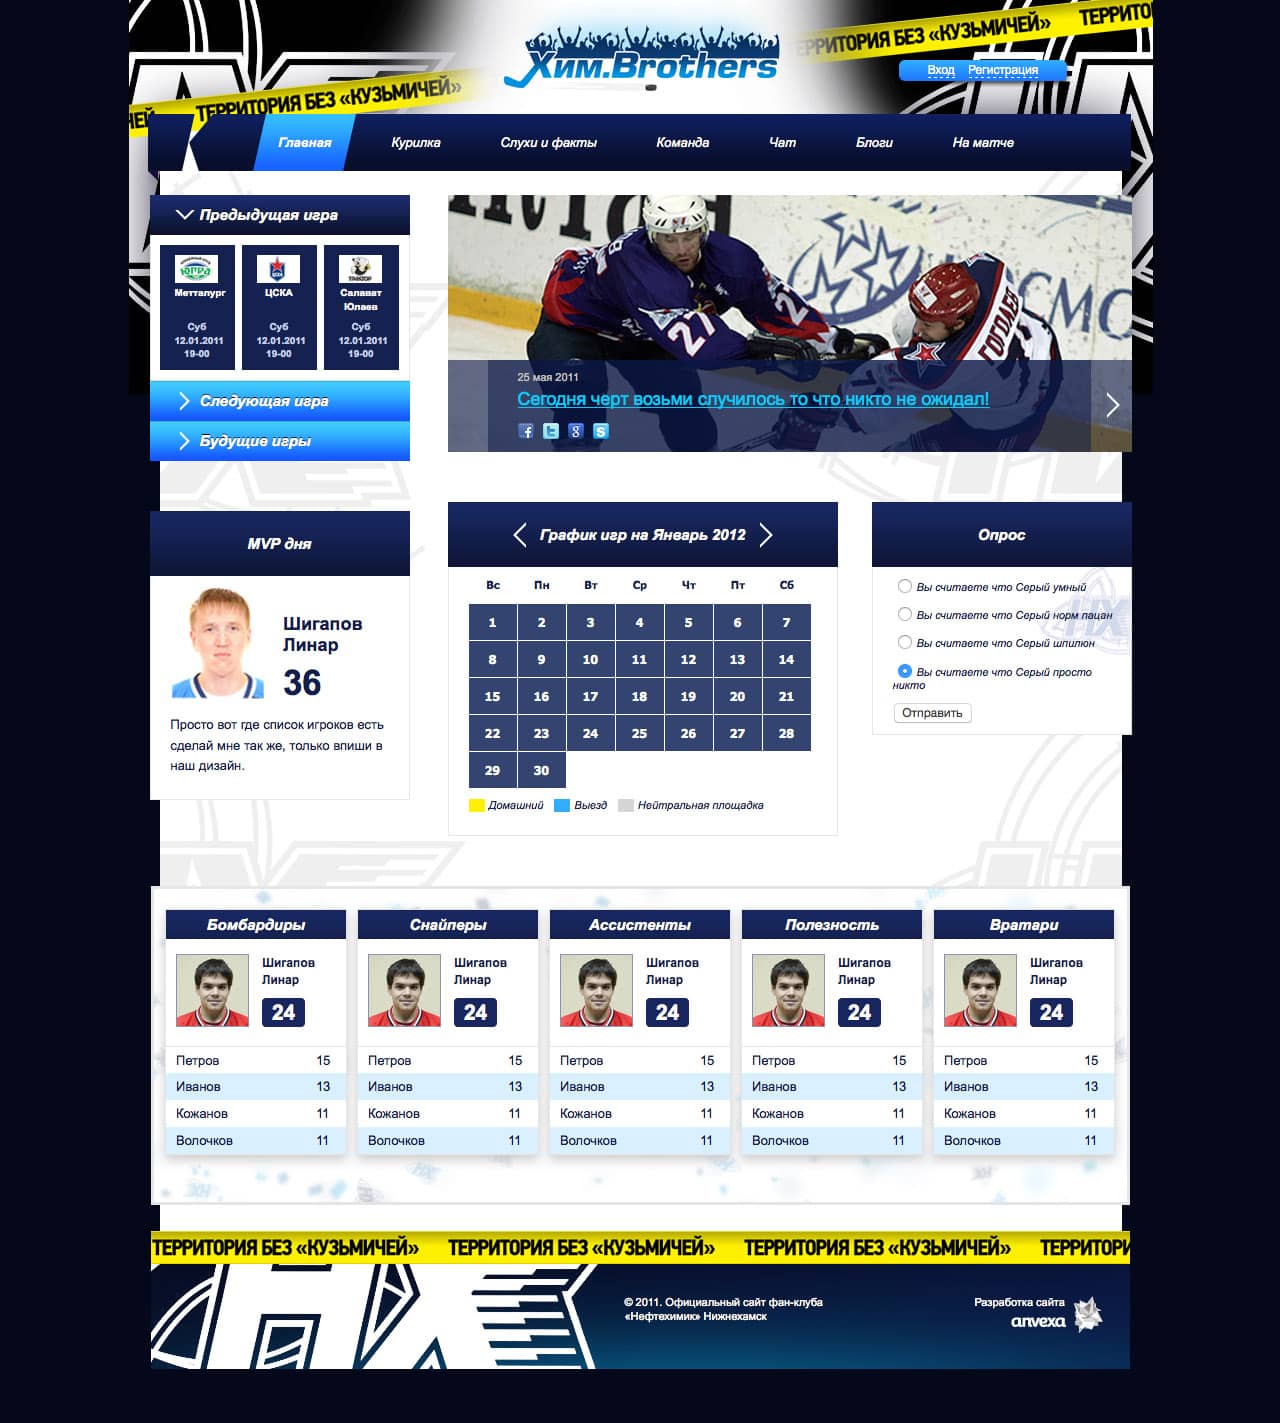 ТЕРРИТОРИЯ БЕЗ «КУЗЬМИЧЕЙ»
ТЕРРИТО
ТЕРРИТОРИЯ БЕЗ «КУЗЬМИЧЕЙ»
Хим.Brothers
Вход Регистрация
Главная Курилка Слухи и факты Команда Чат Блоги На матче
Предыдущая игра
Метталург ЦСКА Салават
Юлаев
Суб Суб Суб
12.01.2011 12.01.2011 12.01.2011
19-00 19-00 19-00
Следующая игра
Будущие игры
25 мая 2011
Сегодня черт возьми случилось то что никто не ожидал!
MVP дня
Шигапов
Линар
36
Просто вот где список игроков есть
сделай мне так же, только впиши в
наш дизайн.
График игр на Январь 2012
Вс Пн Вт Ср Чт Пт Сб
1 2 3 4 5 6 7
8 9 10 11 12 13 14
15 16 17 18 19 20 21
22 23 24 25 26 27 28
29 30
Домашний Выезд Нейтральная площадка
Опрос
Вы считаете что Серый умный
Вы считаете что Серый норм пацан
Вы считаете что Серый шпилюн
Вы считаете что Серый просто
никто
Отправить
Бомбардиры Снайперы Ассистенты Полезность Вратари
Шигапов Шигапов Шигапов Шигапов Шигапов
Линар Линар Линар Линар Линар
24 24 24 24 24
Петров 15 Петров 15 Петров 15 Петров 15 Петров 15
Иванов 13 Иванов 13 Иванов 13 Иванов 13 Иванов 13
Кожанов 11 Кожанов 11 Кожанов 11 Кожанов 11 Кожанов 11
Волочков 11 Волочков 11 Волочков 11 Волочков 11 Волочков 11
ТЕРРИТОРИЯ БЕЗ «КУЗЬМИЧЕЙ» ТЕРРИТОРИЯ БЕЗ «КУЗЬМИЧЕЙ» ТЕРРИТОРИЯ БЕЗ «КУЗЬМИЧЕЙ» ТЕРРИТОРИ
© 2011. Официальный сайт фан-клуба
«Нефтехимик» Нижнехамск
Разработка сайта
anvexa